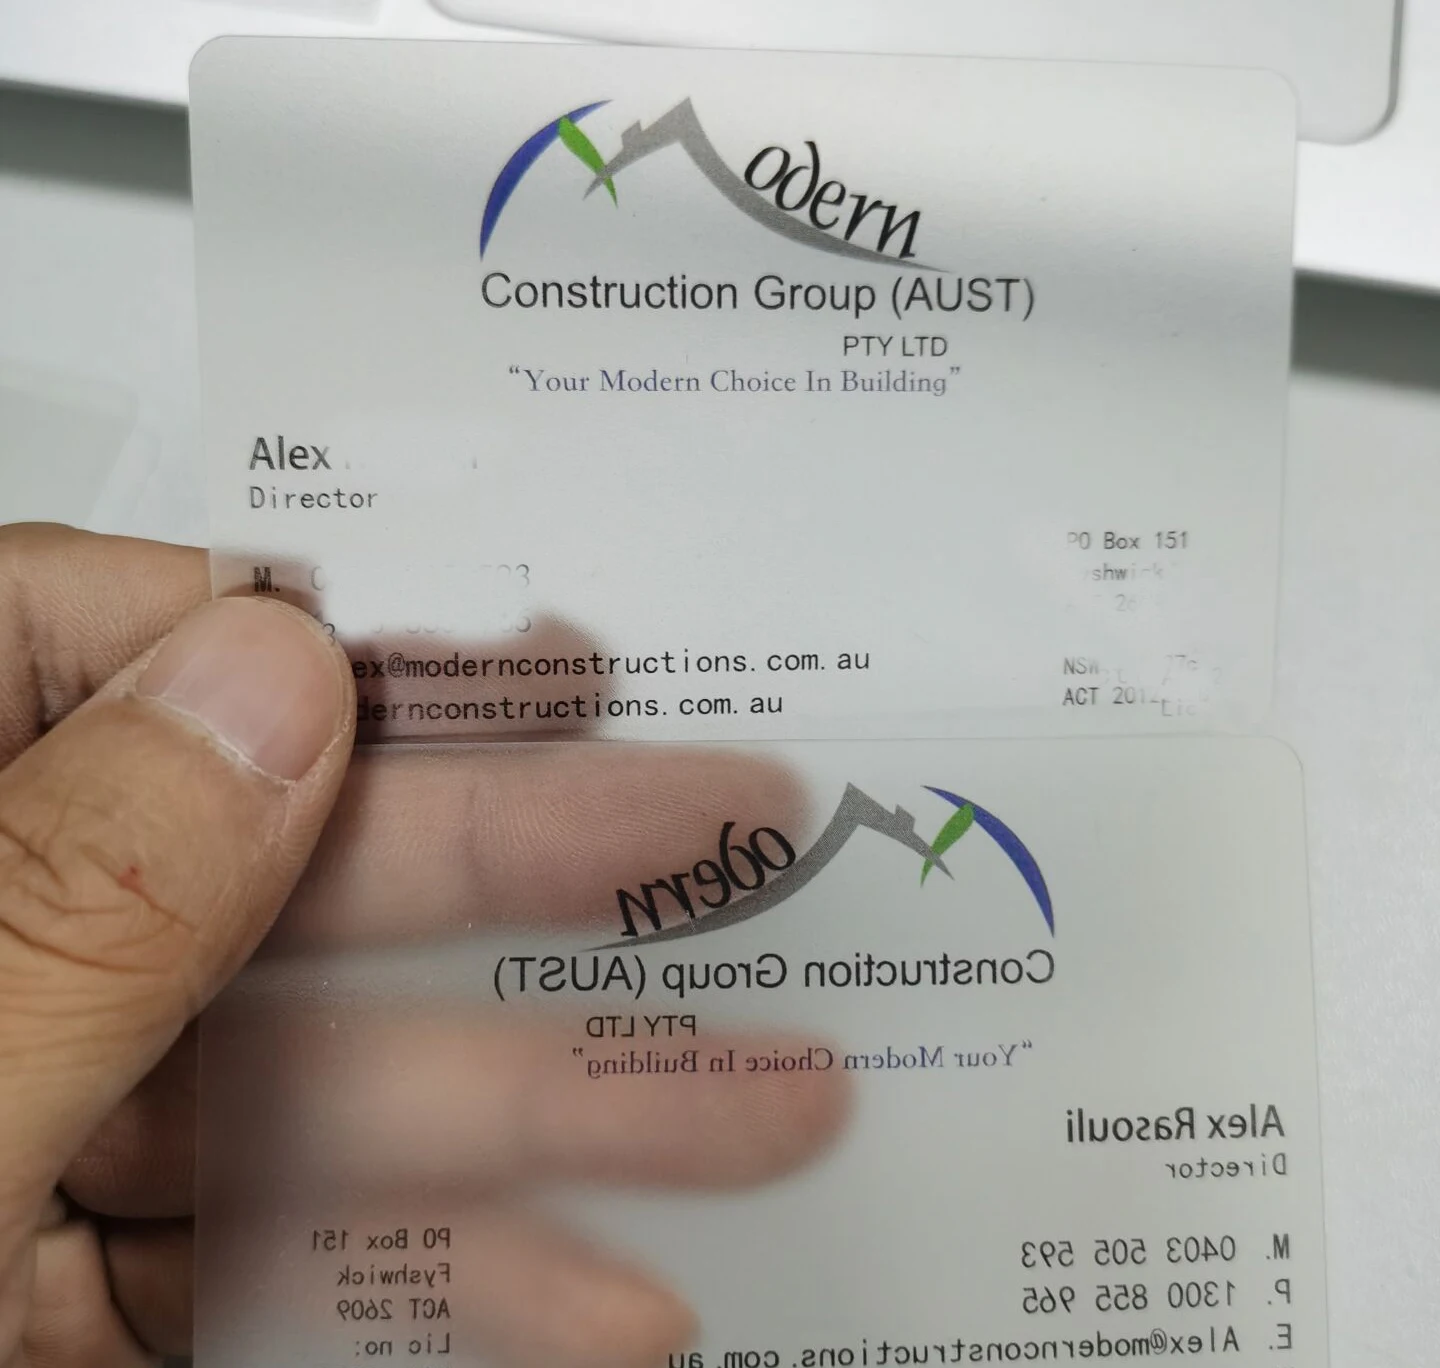 odern
Construction Group (AUST)
PTY LTD
“Your Modern Choice In Building”
Alex
Director
M.
PO Box 151
ex@modernconstructions.com.au
dernconstructions.com.au
NSW
ACT
odern
Construction Group (AUST)
PTY LTD
“Your Modern Choice In Building”
Alex Rasouli
Director
M. 0403 505 593
P. 1300 855 965
E. Alex@modernconstructions.com.au
PO Box 151
Fyshwick
ACT 2609
Lic no: